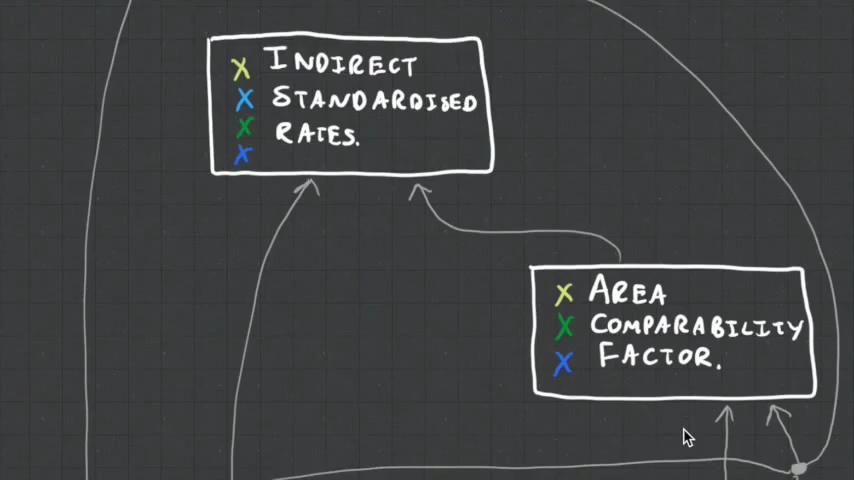 INDIRECT
STANDARDISED
RATES.
AREA
COMPARABILITY
FACTOR.